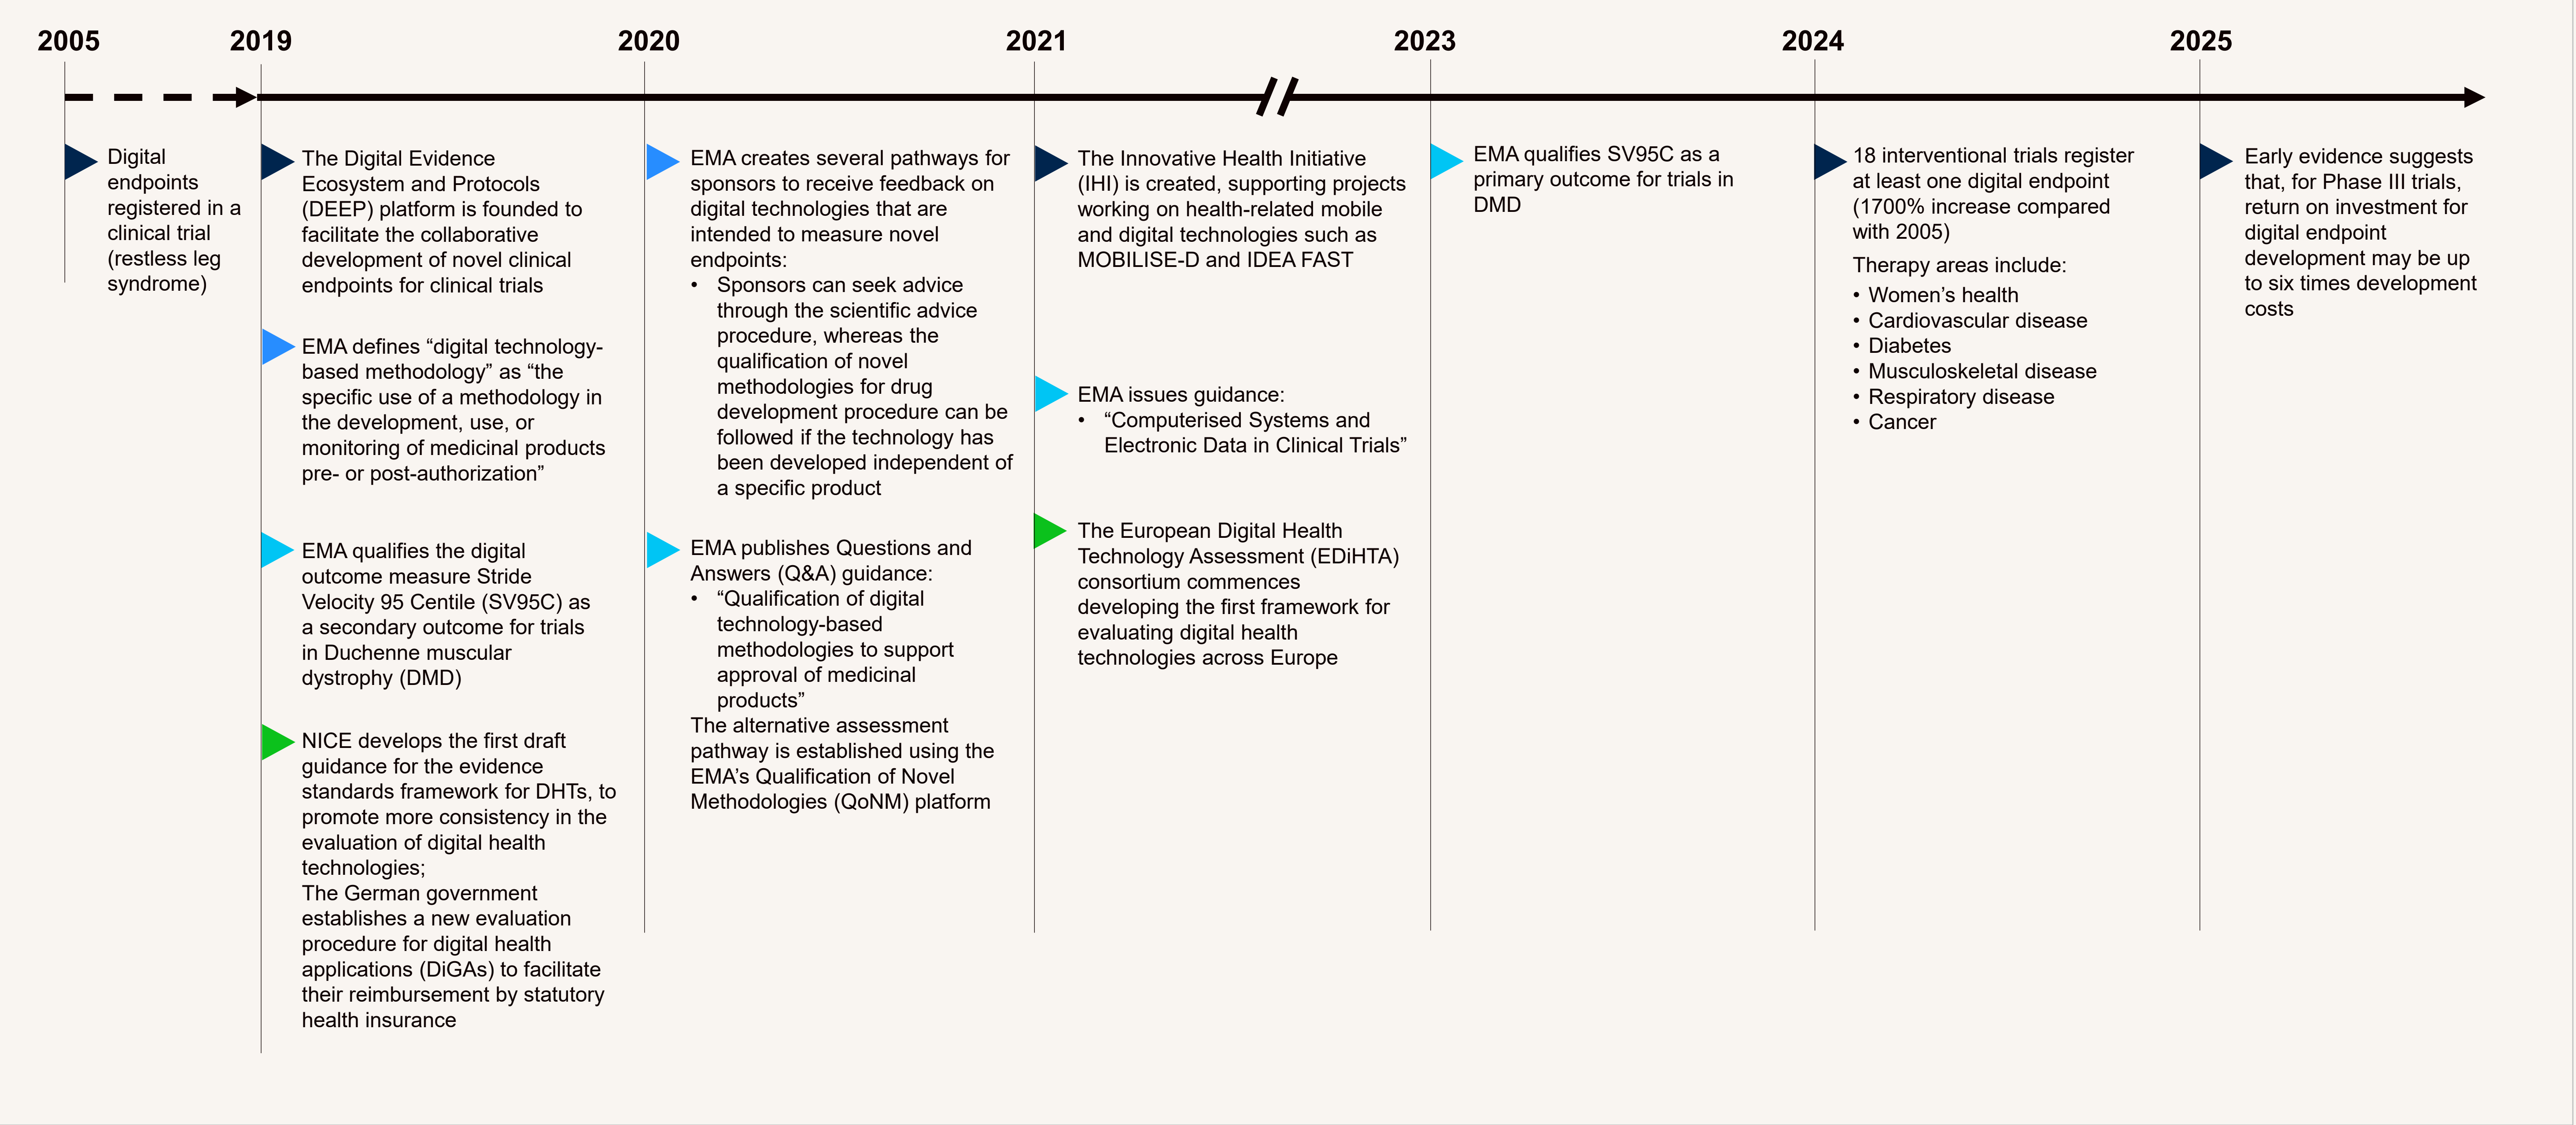 2005
2019
2020
2021
2023
2024
2025
Digital
endpoints
registered in a
clinical trial
(restless leg
syndrome)
The Digital Evidence
Ecosystem and Protocols
(DEEP) platform is founded to
facilitate the collaborative
development of novel clinical
endpoints for clinical trials
EMA defines “digital technology-
based methodology” as “the
specific use of a methodology in
the development, use, or
monitoring of medicinal products
pre- or post-authorization”
EMA qualifies the digital
outcome measure Stride
Velocity 95 Centile (SV95C) as
a secondary outcome for trials
in Duchenne muscular
dystrophy (DMD)
NICE develops the first draft
guidance for the evidence
standards framework for DHTs, to
promote more consistency in the
evaluation of digital health
technologies;
The German government
establishes a new evaluation
procedure for digital health
applications (DiGAs) to facilitate
their reimbursement by statutory
health insurance
EMA creates several pathways for
sponsors to receive feedback on
digital technologies that are
intended to measure novel
endpoints:
• Sponsors can seek advice
through the scientific advice
procedure, whereas the
qualification of novel
methodologies for drug
development procedure can be
followed if the technology has
been developed independent of
a specific product
EMA publishes Questions and
Answers (Q&A) guidance:
• “Qualification of digital
technology-based
methodologies to support
approval of medicinal
products”
The alternative assessment
pathway is established using the
EMA’s Qualification of Novel
Methodologies (QoNM) platform
The Innovative Health Initiative
(IHI) is created, supporting projects
working on health-related mobile
and digital technologies such as
MOBILISE-D and IDEA FAST
EMA issues guidance:
• “Computerised Systems and
Electronic Data in Clinical Trials”
The European Digital Health
Technology Assessment (EDiHTA)
consortium commences
developing the first framework for
evaluating digital health
technologies across Europe
EMA qualifies SV95C as a
primary outcome for trials in
DMD
18 interventional trials register
at least one digital endpoint
(1700% increase compared
with 2005)
Therapy areas include:
• Women’s health
• Cardiovascular disease
• Diabetes
• Musculoskeletal disease
• Respiratory disease
• Cancer
Early evidence suggests
that, for Phase III trials,
return on investment for
digital endpoint
development may be up
to six times development
costs